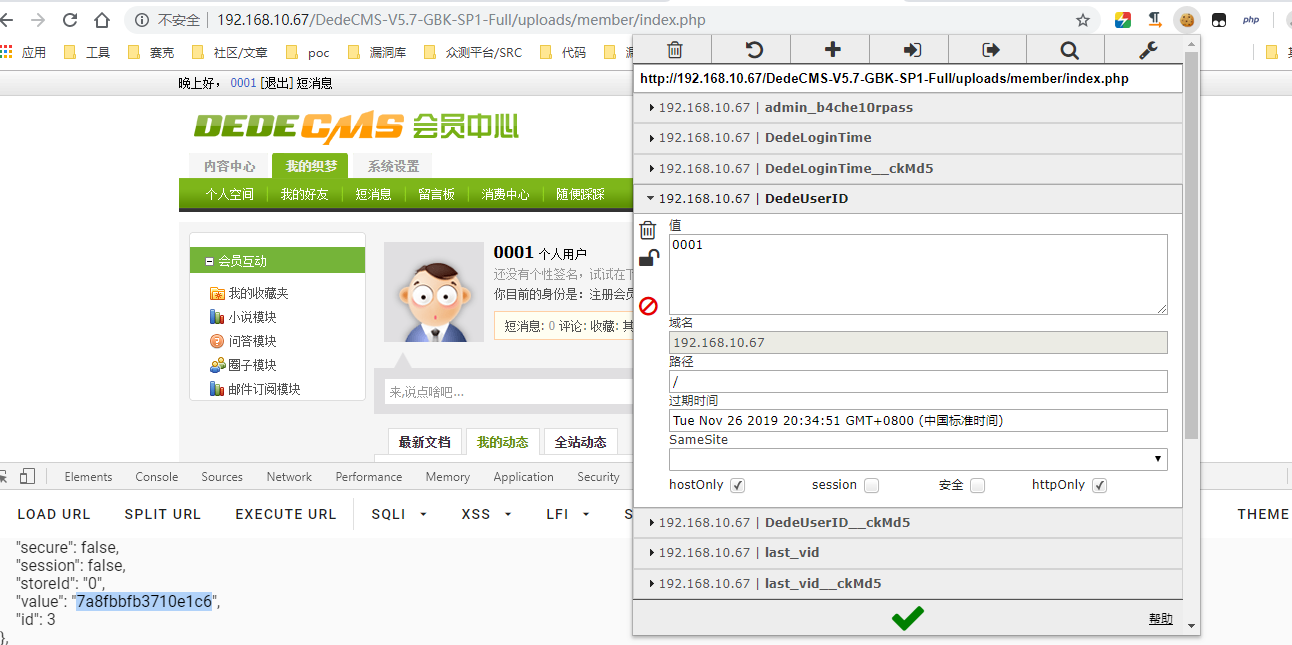 不安全 | 192.168.10.67/DedeCMS-V5.7-GBK-SP1-Full/uploads/member/index.php php
应用 工具 赛克 社区/文章 poc 漏洞库 众测平台/SRC 代码
晚上好， 0001 [退出] 短消息
DEDECMS 会员中心
内容中心 我的织梦 系统设置
个人空间 我的好友 短消息 留言板 消费中心 随便踩踩
会员互动
我的收藏夹
小说模块
问答模块
圈子模块
邮件订阅模块
0001 个人用户
还没有个性签名，试试在下
你目前的身份是：注册会员
短消息: 0 评论: 收藏: 其
来,说点啥吧...
最新文档 我的动态 全站动态
http://192.168.10.67/DedeCMS-V5.7-GBK-SP1-Full/uploads/member/index.php
192.168.10.67 | admin_b4che10rpass
192.168.10.67 | DedeLoginTime
192.168.10.67 | DedeLoginTime__ckMd5
192.168.10.67 | DedeUserID
值
0001
域名
192.168.10.67
路径
/
过期时间
Tue Nov 26 2019 20:34:51 GMT+0800 (中国标准时间)
SameSite
hostOnly session 安全 httpOnly
192.168.10.67 | DedeUserID__ckMd5
192.168.10.67 | last_vid
192.168.10.67 | last_vid__ckMd5
帮助
Elements Console Sources Network Performance Memory Application Security
LOAD URL SPLIT URL EXECUTE URL SQLI XSS LFI S THEME
"secure": false,
"session": false,
"storeId": "0",
"value": "7a8fbbfb3710e1c6",
"id": 3
},